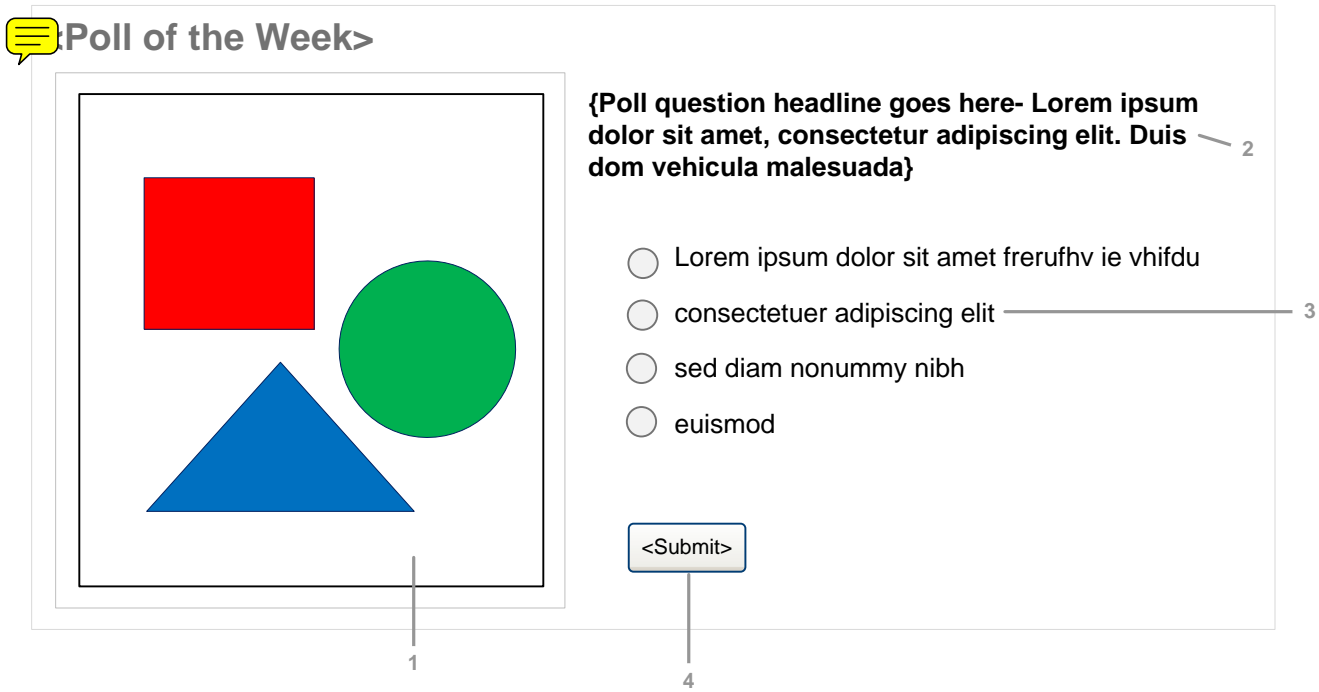 <Poll of the Week>
{Poll question headline goes here- Lorem ipsum
dolor sit amet, consectetur adipiscing elit. Duis
dom vehicula malesuada}
2
Lorem ipsum dolor sit amet frerufhv ie vhifdu
consectetuer adipiscing elit
3
sed diam nonummy nibh
euismod
<Submit>
1
4